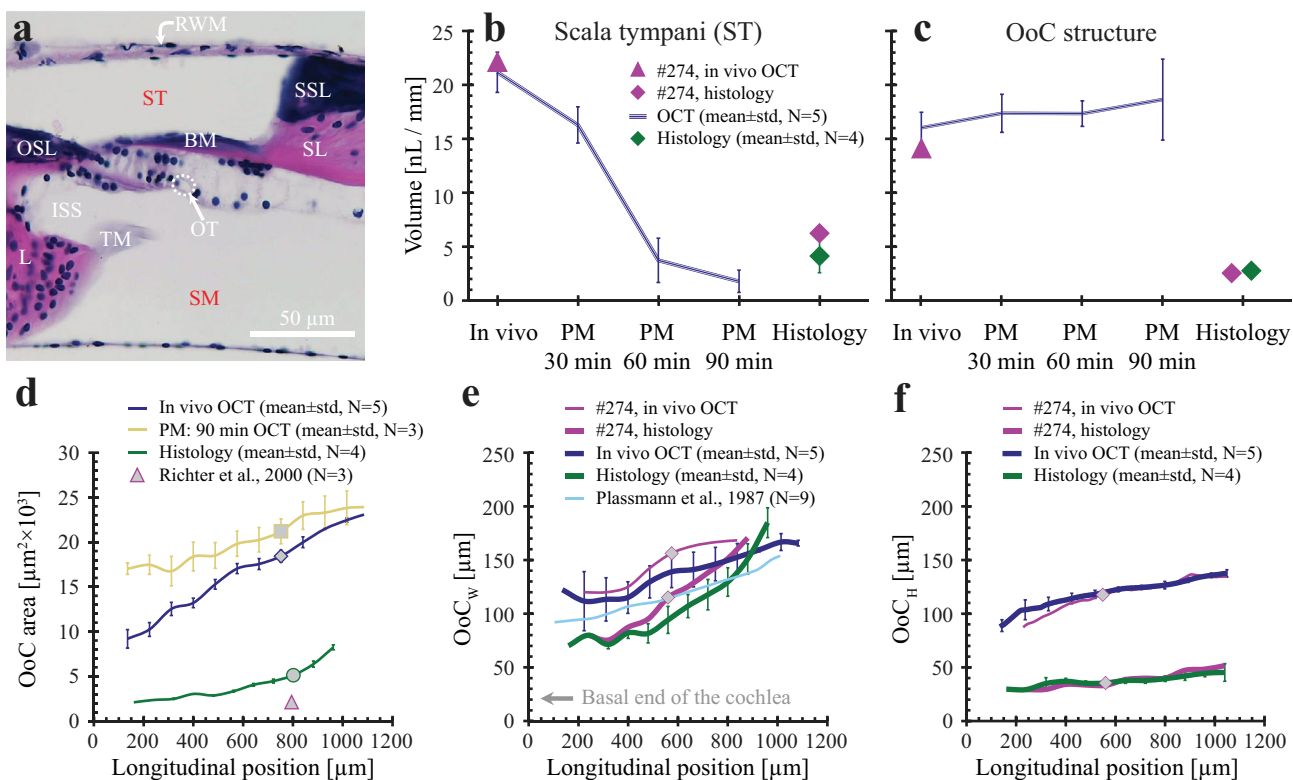 a
RWM
ST
SSL
OSL
BM
SL
ISS
OT
TM
L
SM
50 µm
b
Scala tympani (ST)
Volume [nL / mm]
25
20
15
10
5
0
#274, in vivo OCT
#274, histology
OCT (mean±std, N=5)
Histology (mean±std, N=4)
In vivo PM PM PM Histology
30 min 60 min 90 min
c
OoC structure
In vivo PM PM PM Histology
30 min 60 min 90 min
d
In vivo OCT (mean±std, N=5)
PM: 90 min OCT (mean±std, N=3)
Histology (mean±std, N=4)
Richter et al., 2000 (N=3)
OoC area [µm²×10³]
30
25
20
15
10
5
0
0 200 400 600 800 1000 1200
Longitudinal position [µm]
e
#274, in vivo OCT
#274, histology
In vivo OCT (mean±std, N=5)
Histology (mean±std, N=4)
Plassmann et al., 1987 (N=9)
OoC_W [µm]
250
200
150
100
50
0
Basal end of the cochlea
0 200 400 600 800 1000 1200
Longitudinal position [µm]
f
#274, in vivo OCT
#274, histology
In vivo OCT (mean±std, N=5)
Histology (mean±std, N=4)
OoC_H [µm]
250
200
150
100
50
0
0 200 400 600 800 1000 1200
Longitudinal position [µm]